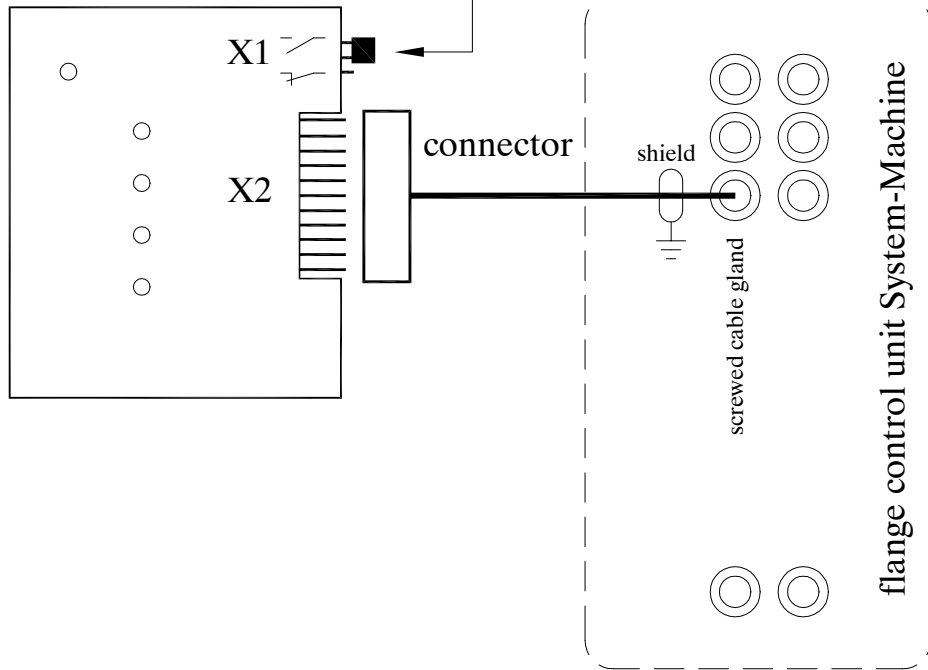 X1
connector
shield
X2
screwed cable gland
flange control unit System-Machine